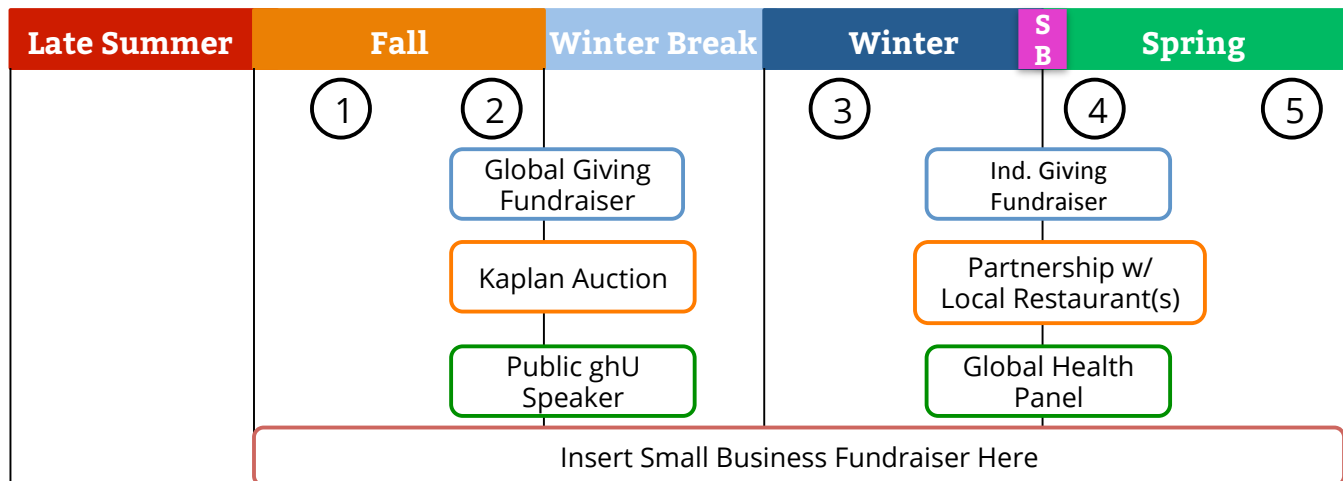 Late Summer
Fall
Winter Break
Winter
S
B
Spring
1
2
3
4
5
Global Giving
Fundraiser
Ind. Giving
Fundraiser
Kaplan Auction
Partnership w/
Local Restaurant(s)
Public ghU
Speaker
Global Health
Panel
Insert Small Business Fundraiser Here